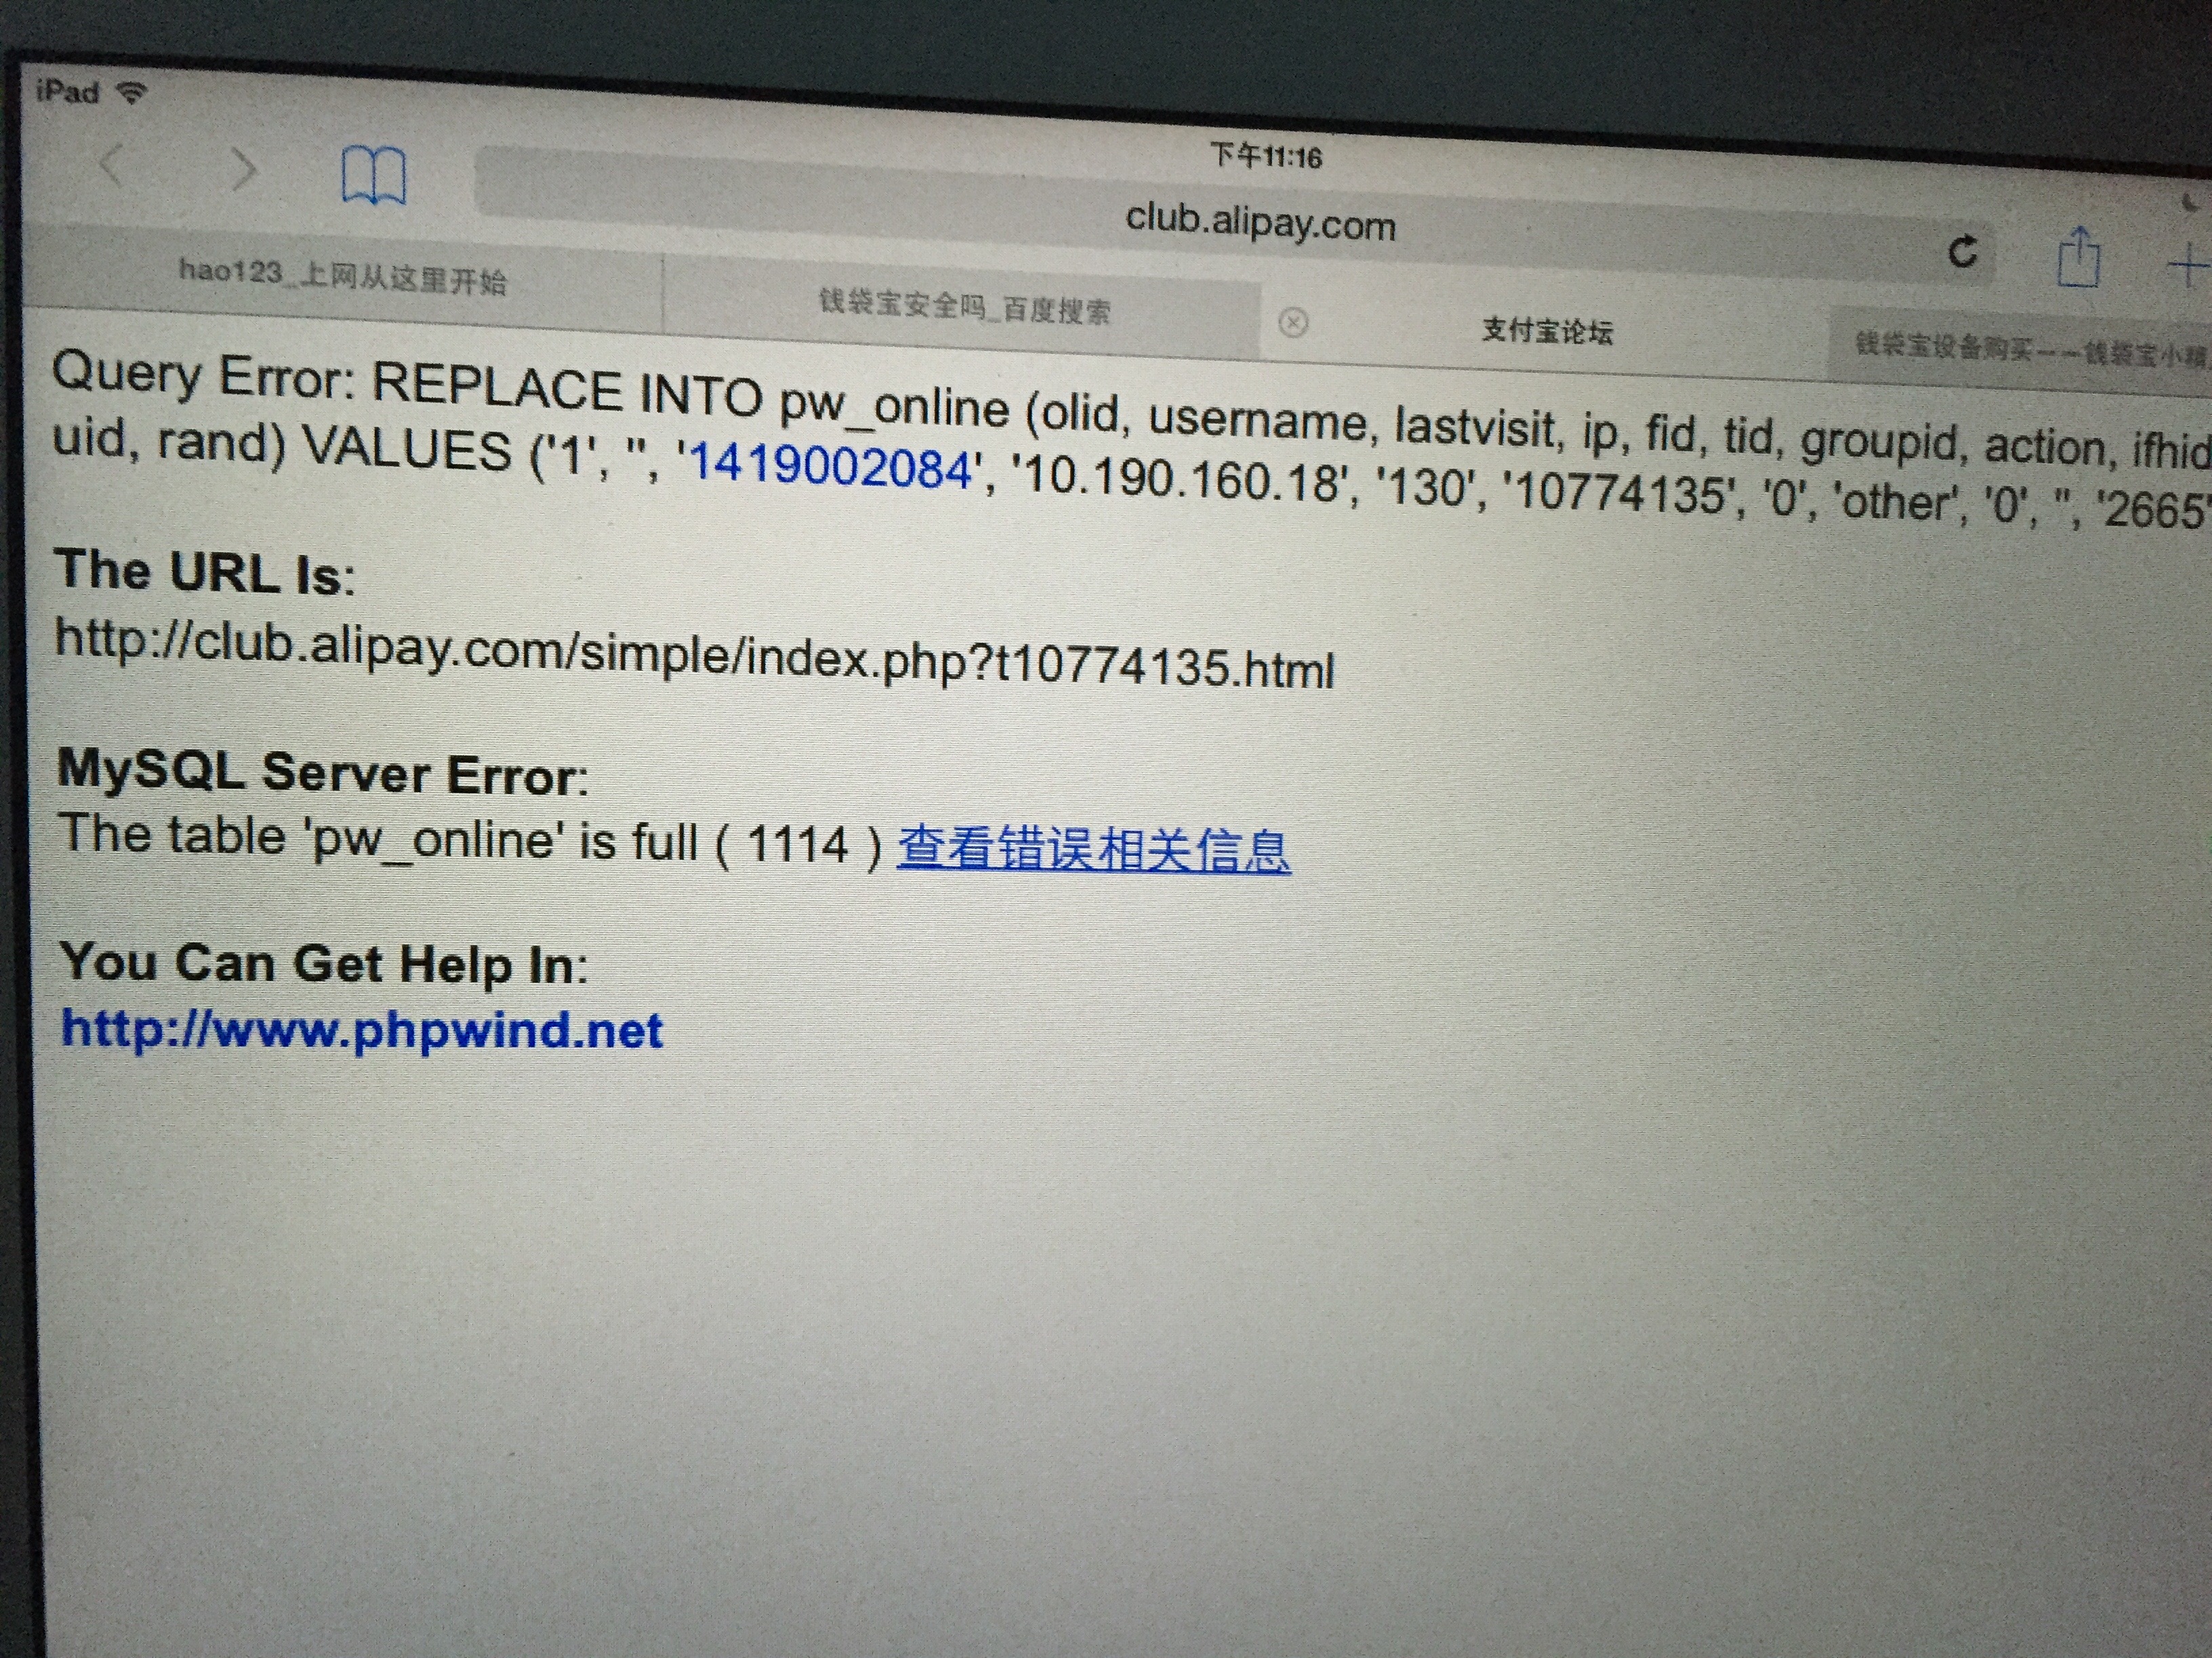 iPad
下午11:16
club.alipay.com
hao123_上网从这里开始
钱袋宝安全吗_百度搜索
支付宝论坛
钱袋宝设备购买——钱袋宝小精
Query Error: REPLACE INTO pw_online (olid, username, lastvisit, ip, fid, tid, groupid, action, ifhid
uid, rand) VALUES ('1', '', '1419002084', '10.190.160.18', '130', '10774135', '0', 'other', '0', '', '2665'
The URL Is:
http://club.alipay.com/simple/index.php?t10774135.html
MySQL Server Error:
The table 'pw_online' is full ( 1114 ) 查看错误相关信息
You Can Get Help In:
http://www.phpwind.net